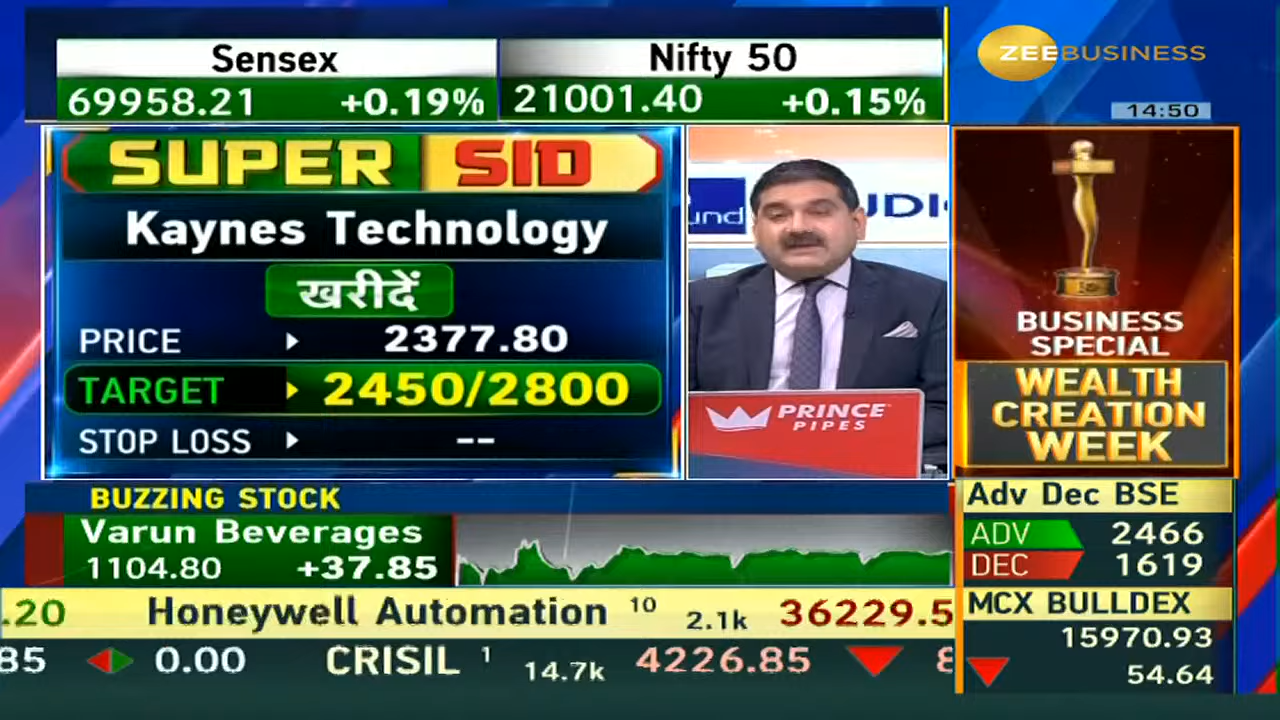 Sensex
Nifty 50
69958.21 +0.19%
21001.40 +0.15%
ZEEBUSINESS
14:50
SUPER SID
Kaynes Technology
खरीदें
PRICE 2377.80
TARGET 2450/2800
STOP LOSS --
und
UDI
PRINCE
PIPES
BUSINESS
SPECIAL
WEALTH
CREATION
WEEK
BUZZING STOCK
Varun Beverages
1104.80 +37.85
Adv Dec BSE
ADV 2466
DEC 1619
MCX BULLDEX
15970.93
54.64
.20 Honeywell Automation 10 2.1k 36229.5
85 0.00 CRISIL 1 14.7k 4226.85 8